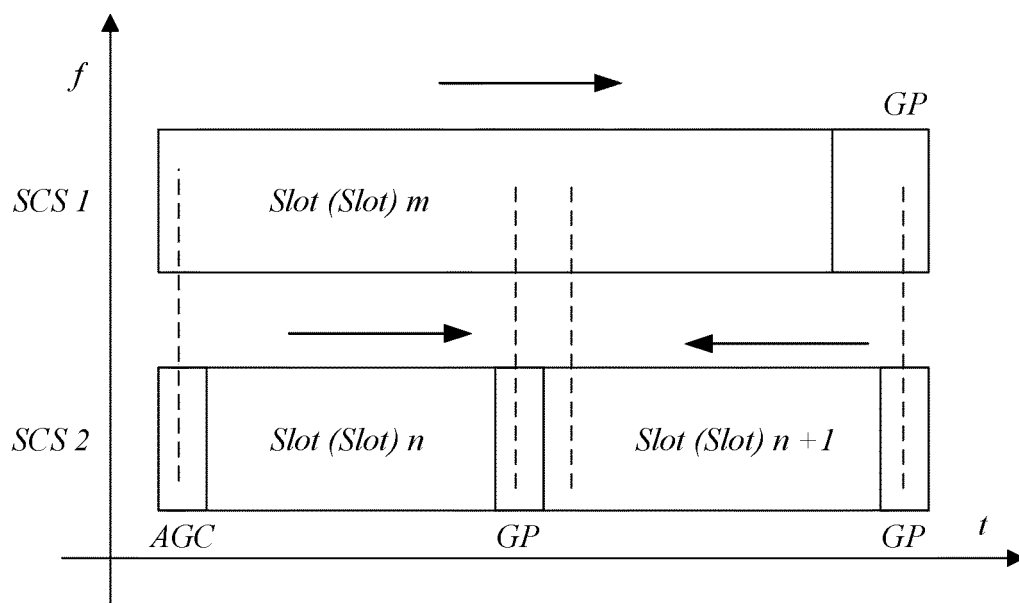 f
GP
SCS 1
Slot (Slot) m
SCS 2
Slot (Slot) n
Slot (Slot) n +1
AGC
GP
GP
t